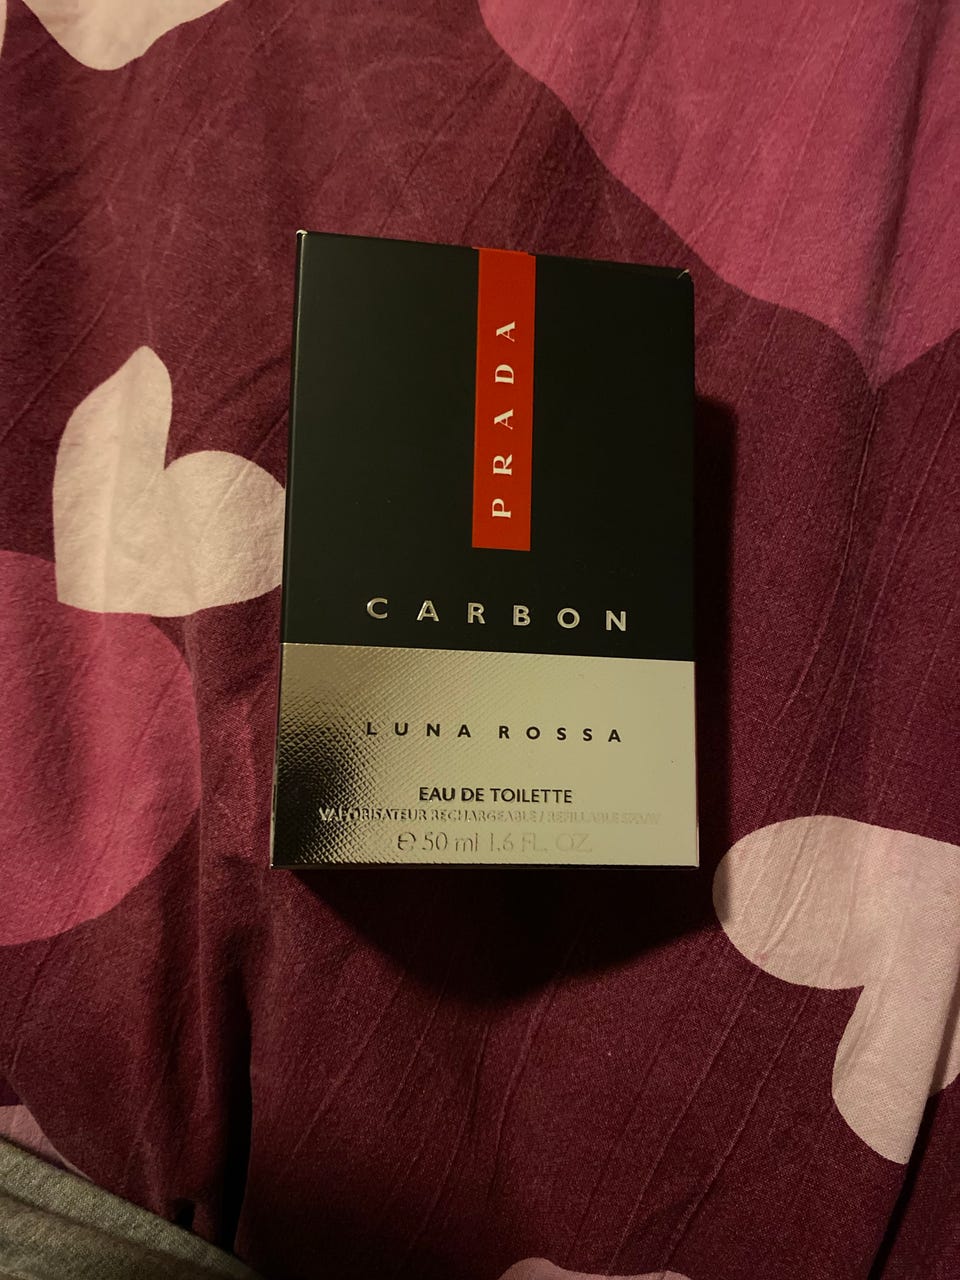 PRADA
CARBON
LUNA ROSSA
EAU DE TOILETTE
VAPORISATEUR RECHARGEABLE / REFILLABLE SPRAY
℮ 50 ml 1.6 FL. OZ.